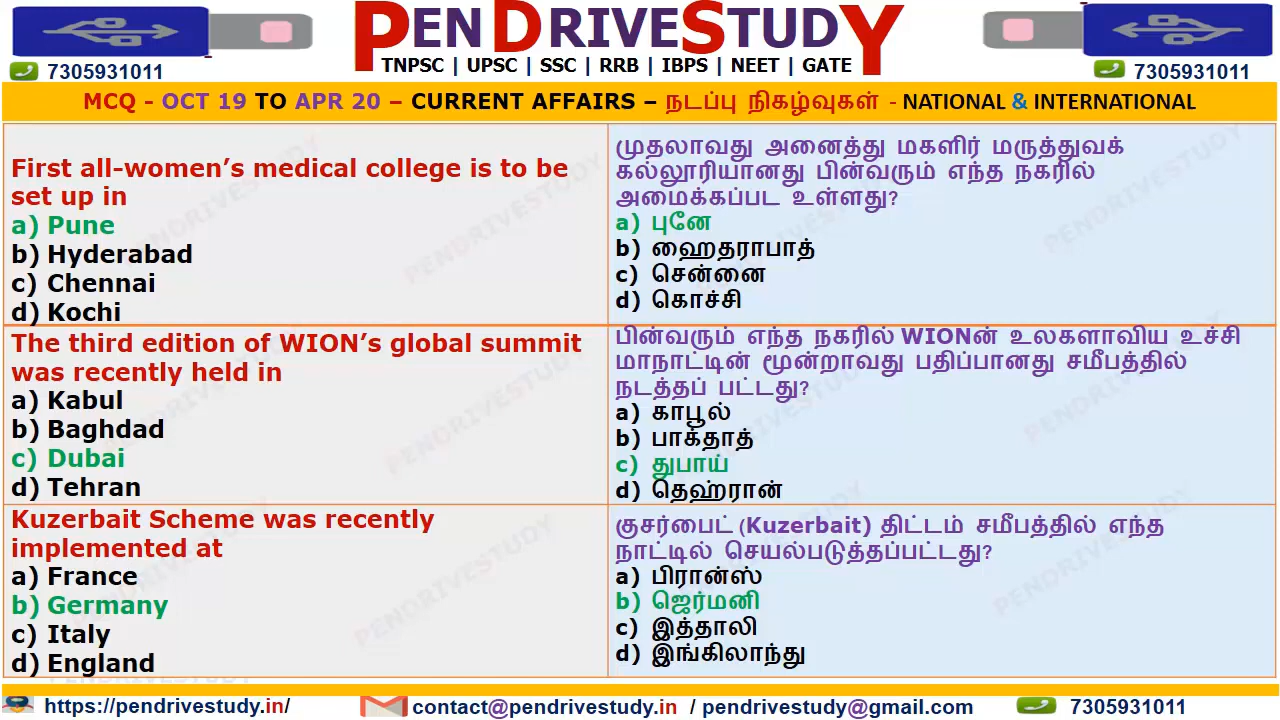 PENDRIVESTUDY
TNPSC | UPSC | SSC | RRB | IBPS | NEET | GATE
7305931011
7305931011
MCQ - OCT 19 TO APR 20 – CURRENT AFFAIRS – நடப்பு நிகழ்வுகள் - NATIONAL & INTERNATIONAL
First all-women’s medical college is to be
set up in
a) Pune
b) Hyderabad
c) Chennai
d) Kochi
முதலாவது அனைத்து மகளிர் மருத்துவக்
கல்லூரியானது பின்வரும் எந்த நகரில்
அமைக்கப்பட உள்ளது?
a) புனே
b) ஹைதராபாத்
c) சென்னை
d) கொச்சி
The third edition of WION’s global summit
was recently held in
a) Kabul
b) Baghdad
c) Dubai
d) Tehran
பின்வரும் எந்த நகரில் WIONன் உலகளாவிய உச்சி
மாநாட்டின் மூன்றாவது பதிப்பானது சமீபத்தில்
நடத்தப் பட்டது?
a) காபூல்
b) பாக்தாத்
c) துபாய்
d) தெஹ்ரான்
Kuzerbait Scheme was recently
implemented at
a) France
b) Germany
c) Italy
d) England
குசர்பைட் (Kuzerbait) திட்டம் சமீபத்தில் எந்த
நாட்டில் செயல்படுத்தப்பட்டது?
a) பிரான்ஸ்
b) ஜெர்மனி
c) இத்தாலி
d) இங்கிலாந்து
https://pendrivestudy.in/
contact@pendrivestudy.in / pendrivestudy@gmail.com
7305931011